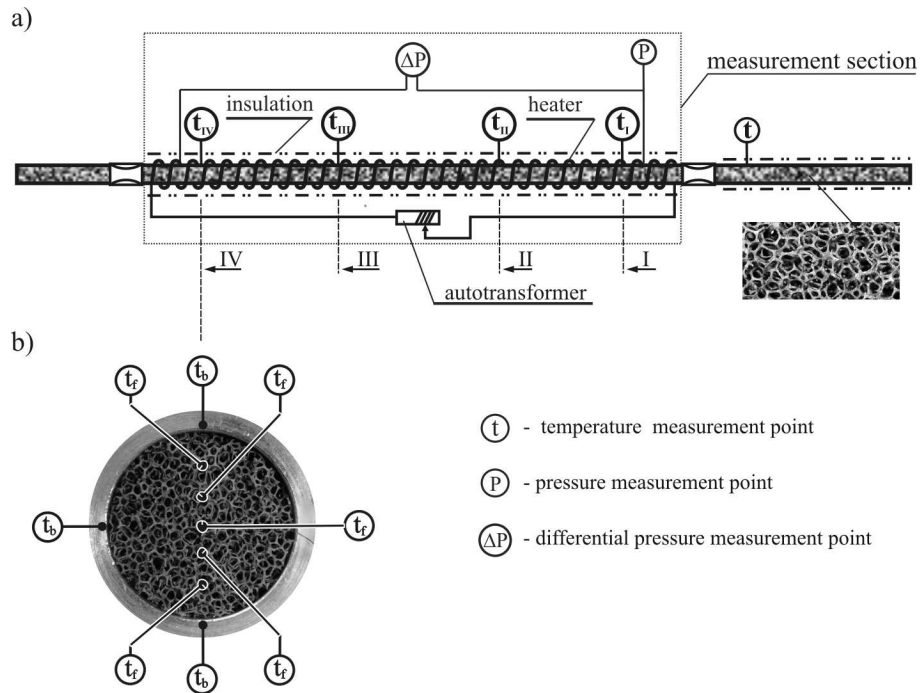 a)
ΔP
P
measurement section
insulation
heater
t_IV
t_III
t_II
t_I
t
IV
III
II
I
autotransformer
b)
t_f
t_b
t_f
t_b
t_f
t_f
t_b
t_f
t - temperature measurement point
P - pressure measurement point
ΔP - differential pressure measurement point